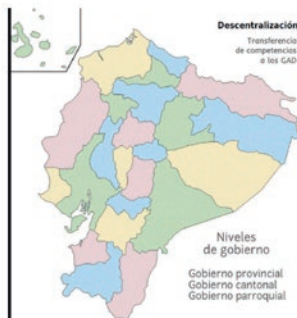 Descentralización
Transferencia
de competencias
a los GAD
Niveles
de gobierno
Gobierno provincial
Gobierno cantonal
Gobierno parroquial